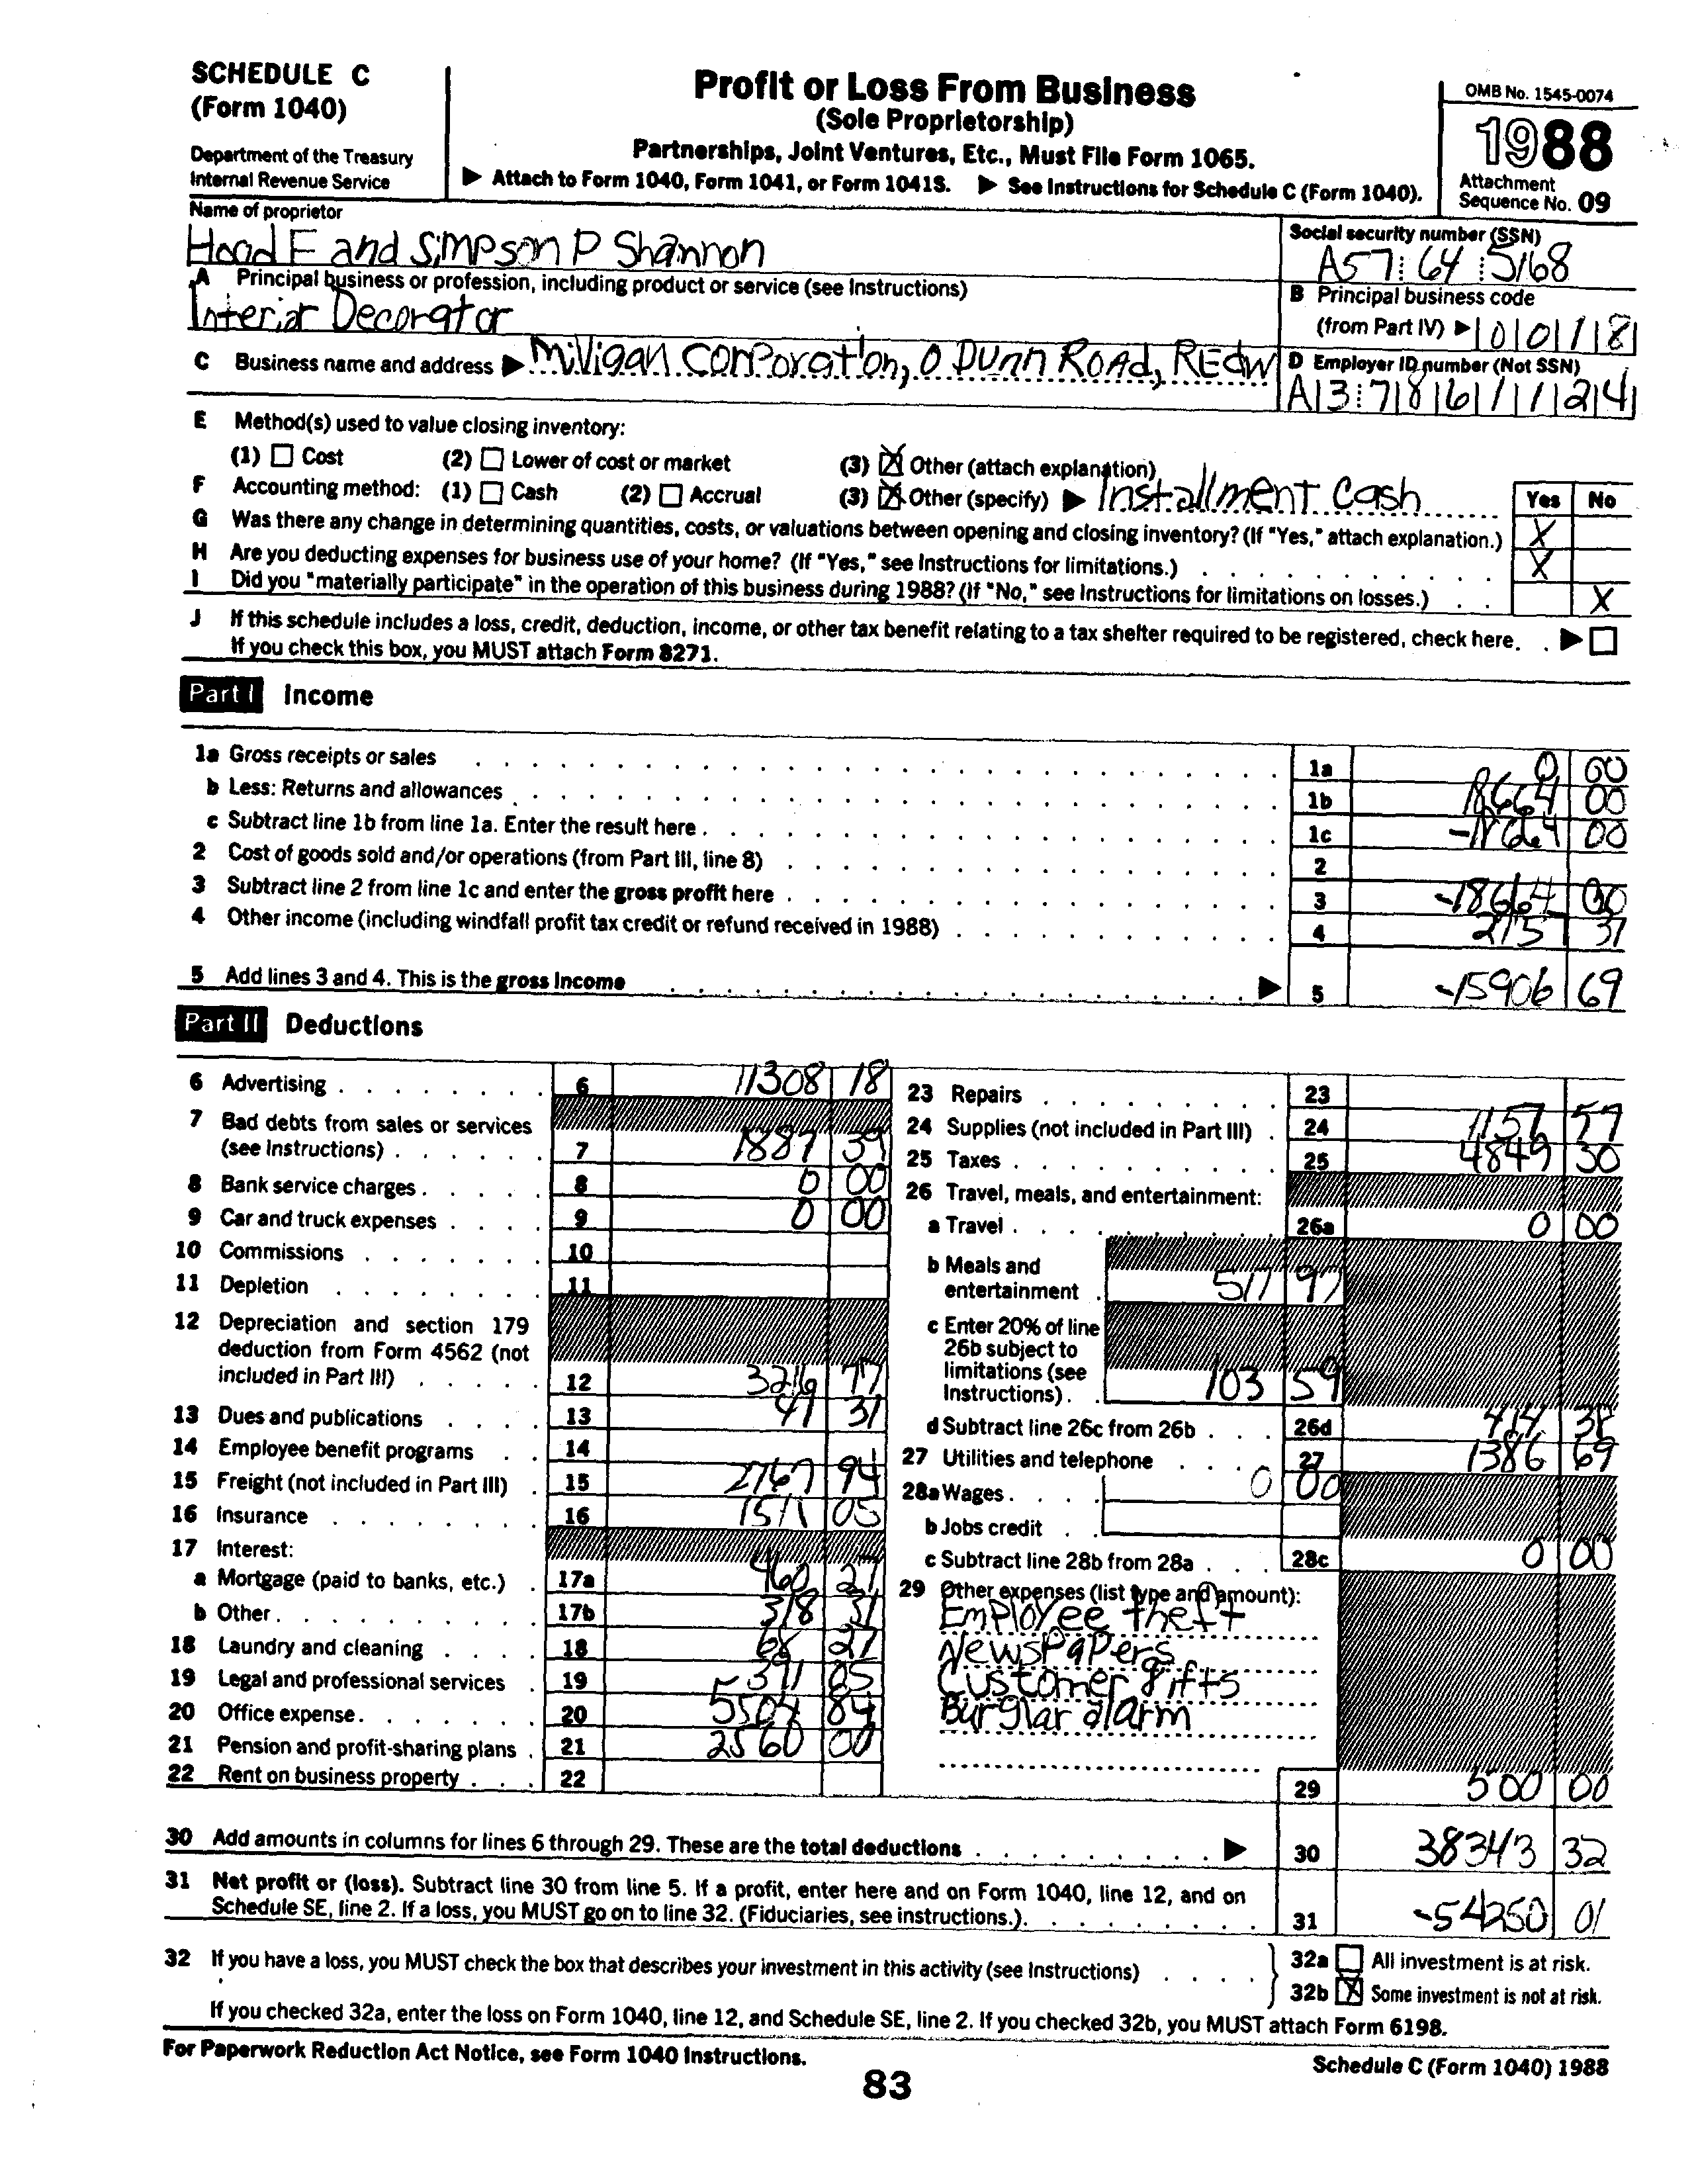 SCHEDULE C
(Form 1040)
Department of the Treasury
Internal Revenue Service
Profit or Loss From Business
(Sole Proprietorship)
Partnerships, Joint Ventures, Etc., Must File Form 1065.
▶ Attach to Form 1040, Form 1041, or Form 1041S. ▶ See Instructions for Schedule C (Form 1040).
OMB No. 1545-0074
1988
Attachment
Sequence No. 09
Name of proprietor
Hood F and Simpson P Shannon
Social security number (SSN)
A57 64 5168
A Principal business or profession, including product or service (see Instructions)
Interior Decorator
B Principal business code
(from Part IV) ▶ 0 0 1 8
C Business name and address ▶ Milligan Corporation, 0 Dunn Road, REdw
D Employer ID number (Not SSN)
A 3 7 8 6 1 1 2 4
E Method(s) used to value closing inventory:
(1) ☐ Cost (2) ☐ Lower of cost or market (3) ☒ Other (attach explanation)
F Accounting method: (1) ☐ Cash (2) ☐ Accrual (3) ☒ Other (specify) ▶ Installment Cash
Yes No
G Was there any change in determining quantities, costs, or valuations between opening and closing inventory? (If "Yes," attach explanation.) X
H Are you deducting expenses for business use of your home? (If "Yes," see Instructions for limitations.) X
I Did you "materially participate" in the operation of this business during 1988? (If "No," see Instructions for limitations on losses.) X
J If this schedule includes a loss, credit, deduction, income, or other tax benefit relating to a tax shelter required to be registered, check here. ▶ ☐
If you check this box, you MUST attach Form 8271.
Part I Income
1a Gross receipts or sales 1a 0 00
b Less: Returns and allowances 1b 18664 00
c Subtract line 1b from line 1a. Enter the result here 1c -18664 00
2 Cost of goods sold and/or operations (from Part III, line 8) 2
3 Subtract line 2 from line 1c and enter the gross profit here 3 -18664 00
4 Other income (including windfall profit tax credit or refund received in 1988) 4
5 Add lines 3 and 4. This is the gross income ▶ 5 -15906 69
Part II Deductions
6 Advertising 6 11308 18
7 Bad debts from sales or services
(see Instructions) 7 1887 39
8 Bank service charges 8 0 00
9 Car and truck expenses 9 0 00
10 Commissions 10
11 Depletion 11
12 Depreciation and section 179
deduction from Form 4562 (not
included in Part III) 12 3216 77
13 Dues and publications 13 41 31
14 Employee benefit programs 14
15 Freight (not included in Part III) 15 2767 94
16 Insurance 16 1511 05
17 Interest:
a Mortgage (paid to banks, etc.) 17a 460 27
b Other 17b 318 31
18 Laundry and cleaning 18 68 27
19 Legal and professional services 19 391 05
20 Office expense 20 5507 84
21 Pension and profit-sharing plans 21 2560 00
22 Rent on business property 22
23 Repairs 23
24 Supplies (not included in Part III) 24 1157 57
25 Taxes 25 4849 30
26 Travel, meals, and entertainment:
a Travel 26a 0 00
b Meals and
entertainment 517 97
c Enter 20% of line
26b subject to
limitations (see
Instructions) 103 59
d Subtract line 26c from 26b 26d 414 38
27 Utilities and telephone 27 1386 69
28a Wages 0 00
b Jobs credit
c Subtract line 28b from 28a 28c 0 00
29 Other expenses (list type and amount):
Employee theft
Newspapers
Customer gifts
Burglar alarm
29 500 00
30 Add amounts in columns for lines 6 through 29. These are the total deductions ▶ 30 38343 32
31 Net profit or (loss). Subtract line 30 from line 5. If a profit, enter here and on Form 1040, line 12, and on
Schedule SE, line 2. If a loss, you MUST go on to line 32. (Fiduciaries, see instructions.) 31 -54250 01
32 If you have a loss, you MUST check the box that describes your investment in this activity (see Instructions)
32a ☐ All investment is at risk.
32b ☒ Some investment is not at risk.
If you checked 32a, enter the loss on Form 1040, line 12, and Schedule SE, line 2. If you checked 32b, you MUST attach Form 6198.
For Paperwork Reduction Act Notice, see Form 1040 Instructions.
Schedule C (Form 1040) 1988
83